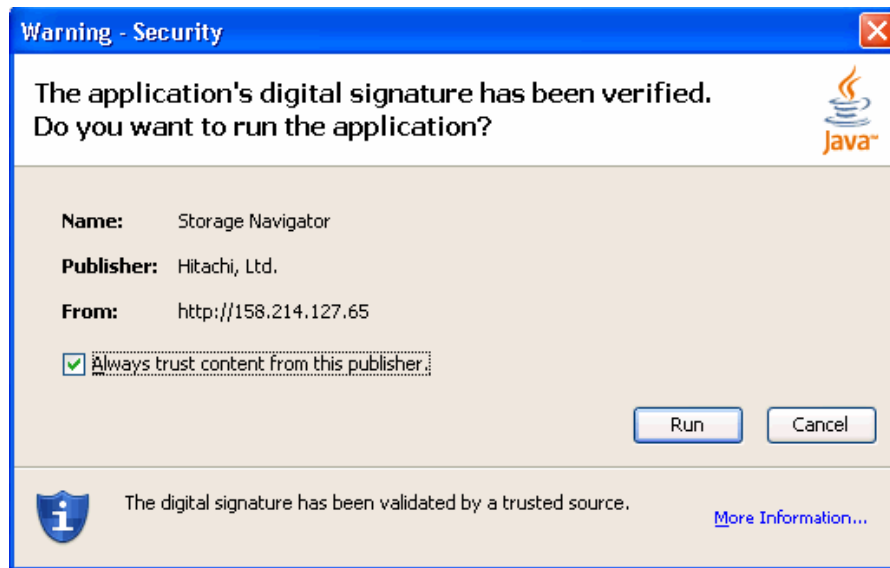 Warning - Security
The application's digital signature has been verified.
Do you want to run the application?
Java™
Name: Storage Navigator
Publisher: Hitachi, Ltd.
From: http://158.214.127.65
Always trust content from this publisher.
Run Cancel
The digital signature has been validated by a trusted source.
More Information...